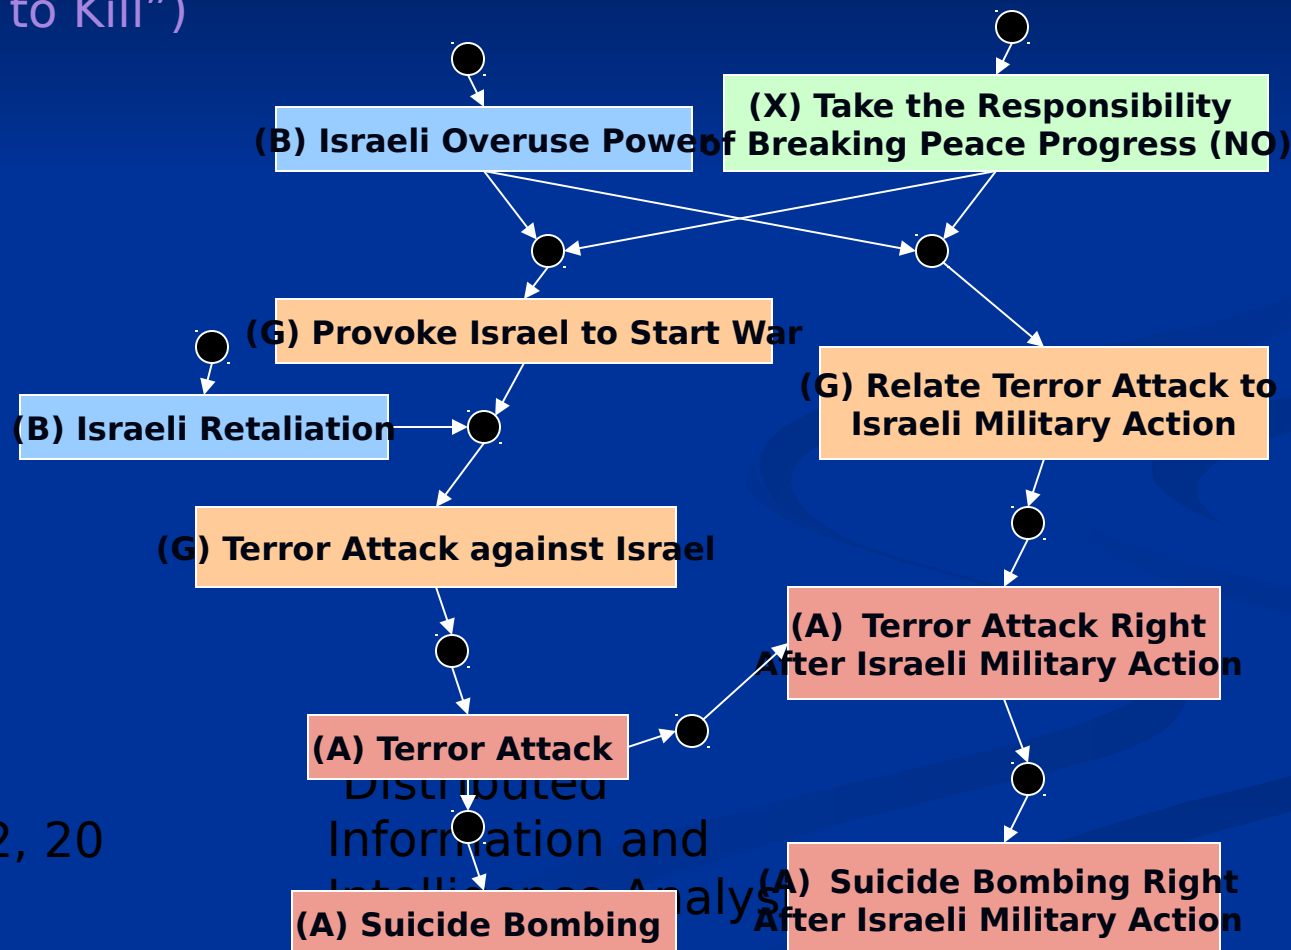 to Kill”)
(B) Israeli Overuse Power
(X) Take the Responsibility
of Breaking Peace Progress (NO)
(G) Provoke Israel to Start War
(G) Relate Terror Attack to
Israeli Military Action
(B) Israeli Retaliation
(G) Terror Attack against Israel
(A) Terror Attack Right
After Israeli Military Action
(A) Terror Attack
Distributed
2, 20
Information and
Intelligence Analys
(A) Suicide Bombing Right
After Israeli Military Action
(A) Suicide Bombing